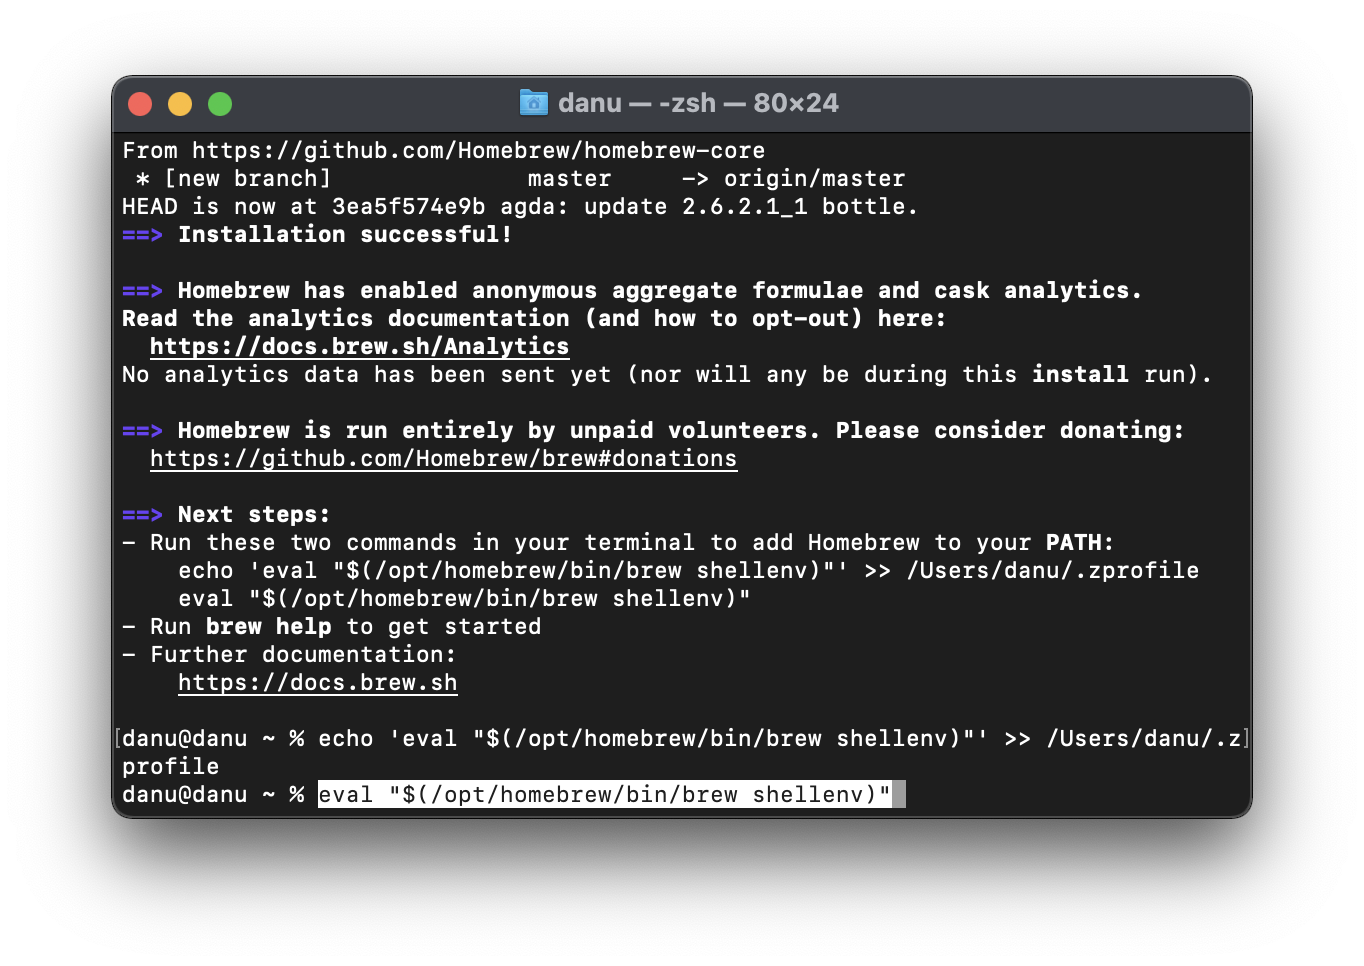 danu — -zsh — 80×24
From https://github.com/Homebrew/homebrew-core
 * [new branch]              master     -> origin/master
HEAD is now at 3ea5f574e9b agda: update 2.6.2.1_1 bottle.
==> Installation successful!

==> Homebrew has enabled anonymous aggregate formulae and cask analytics.
Read the analytics documentation (and how to opt-out) here:
  https://docs.brew.sh/Analytics
No analytics data has been sent yet (nor will any be during this install run).

==> Homebrew is run entirely by unpaid volunteers. Please consider donating:
  https://github.com/Homebrew/brew#donations

==> Next steps:
- Run these two commands in your terminal to add Homebrew to your PATH:
    echo 'eval "$(/opt/homebrew/bin/brew shellenv)"' >> /Users/danu/.zprofile
    eval "$(/opt/homebrew/bin/brew shellenv)"
- Run brew help to get started
- Further documentation:
    https://docs.brew.sh

[danu@danu ~ % echo 'eval "$(/opt/homebrew/bin/brew shellenv)"' >> /Users/danu/.z]
profile
danu@danu ~ % eval "$(/opt/homebrew/bin/brew shellenv)"